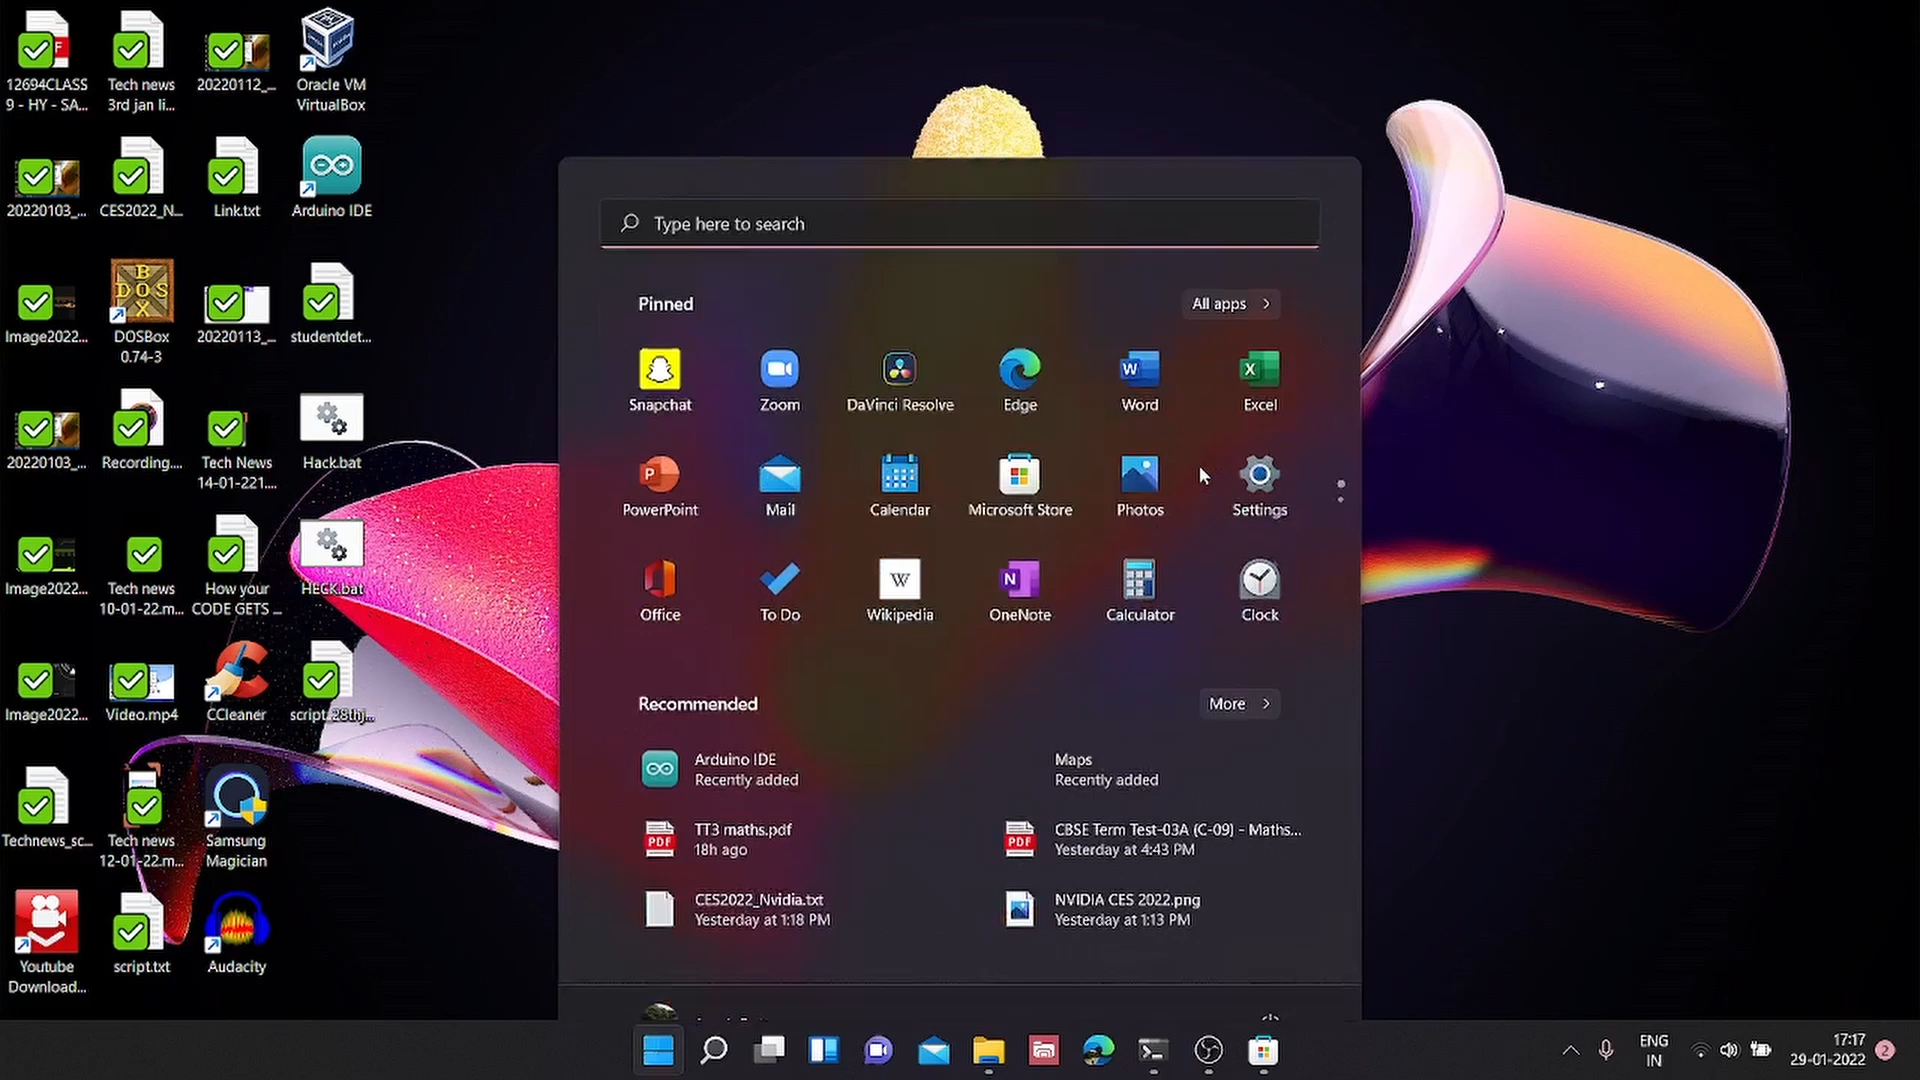 12694CLASS
9 - HY - SA...
Tech news
3rd jan li...
20220112_...
Oracle VM
VirtualBox
20220103_...
CES2022_N...
Link.txt
Arduino IDE
Image2022...
DOSBox
0.74-3
20220113_...
studentdet...
20220103_...
Recording....
Tech News
14-01-221....
Hack.bat
Image2022...
Tech news
10-01-22.m...
How your
CODE GETS ...
HECK.bat
Image2022...
Video.mp4
CCleaner
script 28thj...
Technews_sc...
Tech news
12-01-22.m...
Samsung
Magician
Youtube
Download...
script.txt
Audacity
Type here to search
Pinned
All apps
Snapchat
Zoom
DaVinci Resolve
Edge
Word
Excel
PowerPoint
Mail
Calendar
Microsoft Store
Photos
Settings
Office
To Do
Wikipedia
OneNote
Calculator
Clock
Recommended
More
Arduino IDE
Recently added
Maps
Recently added
TT3 maths.pdf
18h ago
CBSE Term Test-03A (C-09) - Maths...
Yesterday at 4:43 PM
CES2022_Nvidia.txt
Yesterday at 1:18 PM
NVIDIA CES 2022.png
Yesterday at 1:13 PM
ENG
IN
17:17
29-01-2022
2